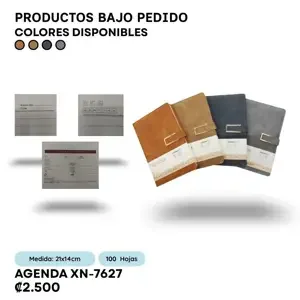 PRODUCTOS BAJO PEDIDO
COLORES DISPONIBLES
Medida: 21x14cm
100 Hojas
AGENDA XN-7627
₡2.500